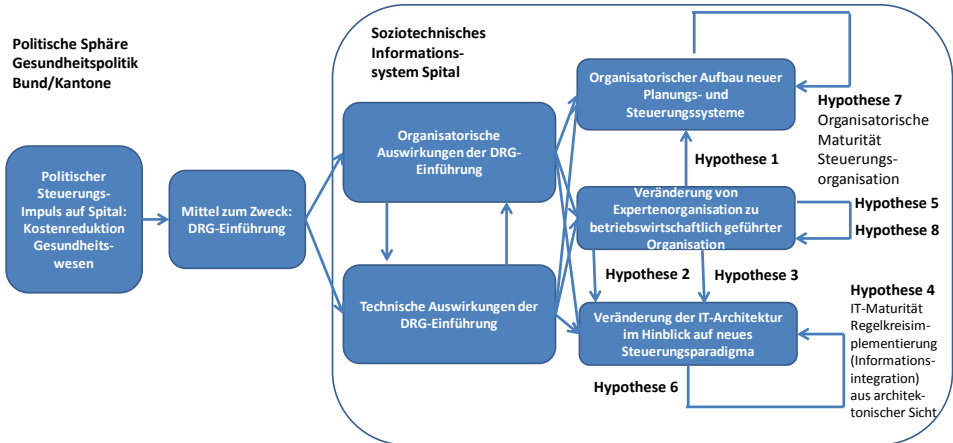 Politische Sphäre
Gesundheitspolitik
Bund/Kantone
Politischer
Steuerungs-
Impuls auf Spital:
Kostenreduktion
Gesundheits-
wesen
Mittel zum Zweck:
DRG-Einführung
Soziotechnisches
Informations-
system Spital
Organisatorische
Auswirkungen der DRG-
Einführung
Technische Auswirkungen der
DRG-Einführung
Organisatorischer Aufbau neuer
Planungs- und
Steuerungssysteme
Hypothese 7
Organisatorische
Maturität
Steuerungs-
organisation
Hypothese 1
Veränderung von
Expertenorganisation zu
betriebswirtschaftlich geführter
Organisation
Hypothese 5
Hypothese 8
Hypothese 2
Hypothese 3
Veränderung der IT-Architektur
im Hinblick auf neues
Steuerungsparadigma
Hypothese 4
IT-Maturität
Regelkreisim-
plementierung
(Informations-
integration)
aus architek-
tonischer Sicht
Hypothese 6